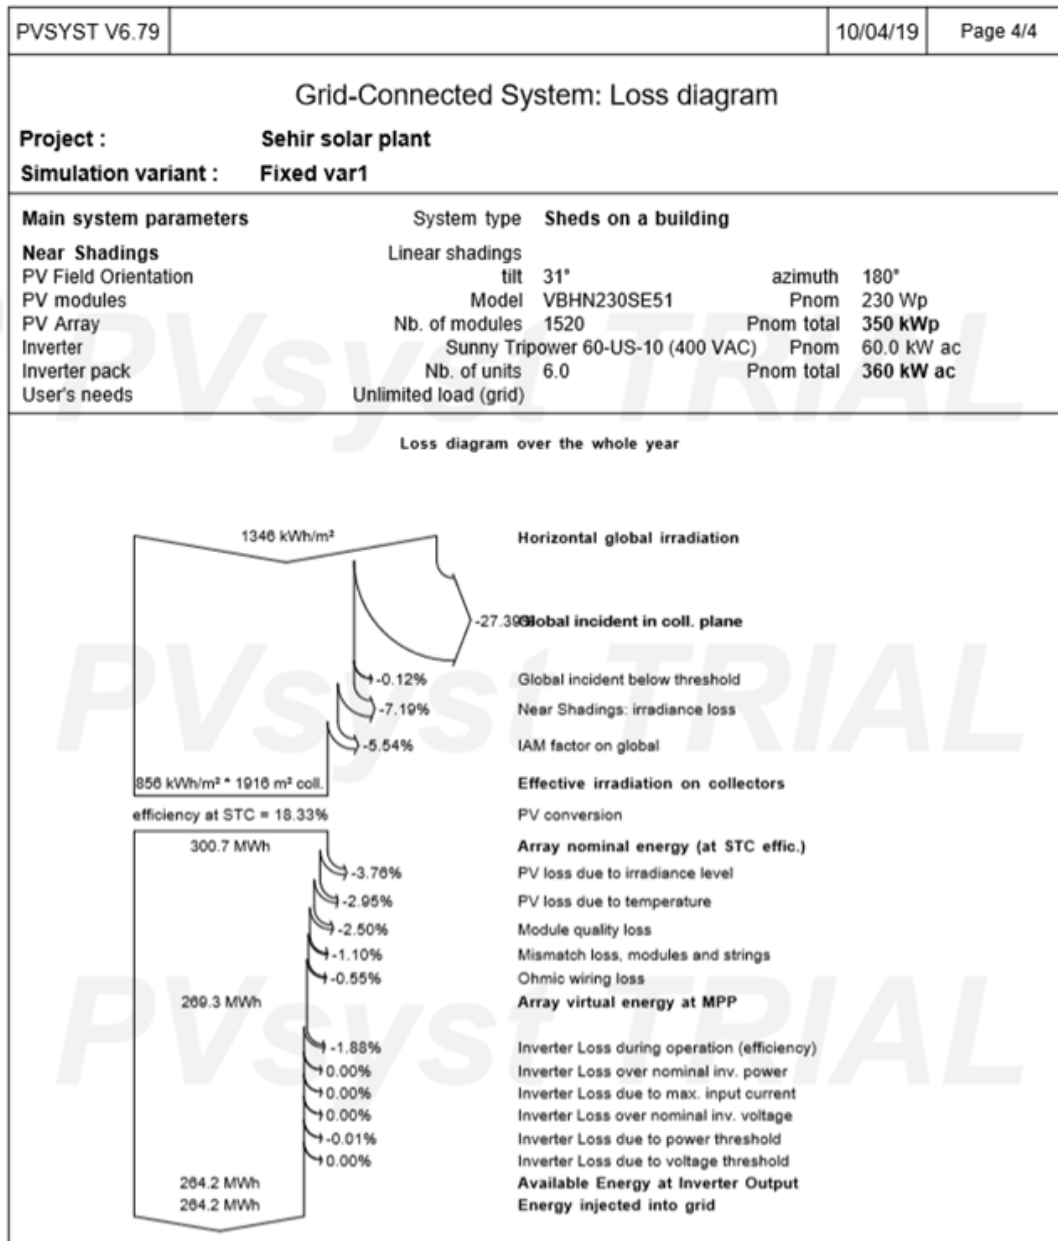 PVSYST V6.79 10/04/19 Page 4/4
Grid-Connected System: Loss diagram
Project : Sehir solar plant
Simulation variant : Fixed var1
Main system parameters System type Sheds on a building
Near Shadings Linear shadings
PV Field Orientation tilt 31° azimuth 180°
PV modules Model VBHN230SE51 Pnom 230 Wp
PV Array Nb. of modules 1520 Pnom total 350 kWp
Inverter Sunny Tripower 60-US-10 (400 VAC) Pnom 60.0 kW ac
Inverter pack Nb. of units 6.0 Pnom total 360 kW ac
User's needs Unlimited load (grid)
PVsyst TRIAL
Loss diagram over the whole year
1346 kWh/m² Horizontal global irradiation
-27.39% Global incident in coll. plane
-0.12% Global incident below threshold
-7.19% Near Shadings: irradiance loss
PVsyst TRIAL
-5.54% IAM factor on global
856 kWh/m² * 1916 m² coll. Effective irradiation on collectors
efficiency at STC = 18.33% PV conversion
300.7 MWh Array nominal energy (at STC effic.)
-3.76% PV loss due to irradiance level
-2.95% PV loss due to temperature
-2.50% Module quality loss
-1.10% Mismatch loss, modules and strings
-0.55% Ohmic wiring loss
269.3 MWh Array virtual energy at MPP
PVsyst TRIAL
-1.88% Inverter Loss during operation (efficiency)
0.00% Inverter Loss over nominal inv. power
0.00% Inverter Loss due to max. input current
0.00% Inverter Loss over nominal inv. voltage
-0.01% Inverter Loss due to power threshold
0.00% Inverter Loss due to voltage threshold
264.2 MWh Available Energy at Inverter Output
264.2 MWh Energy injected into grid